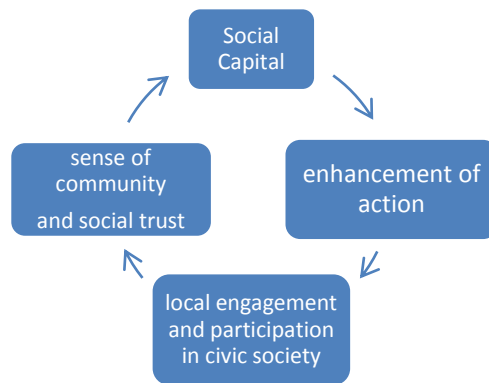 Social
Capital
enhancement of
action
local engagement
and participation
in civic society
sense of
community
and social trust